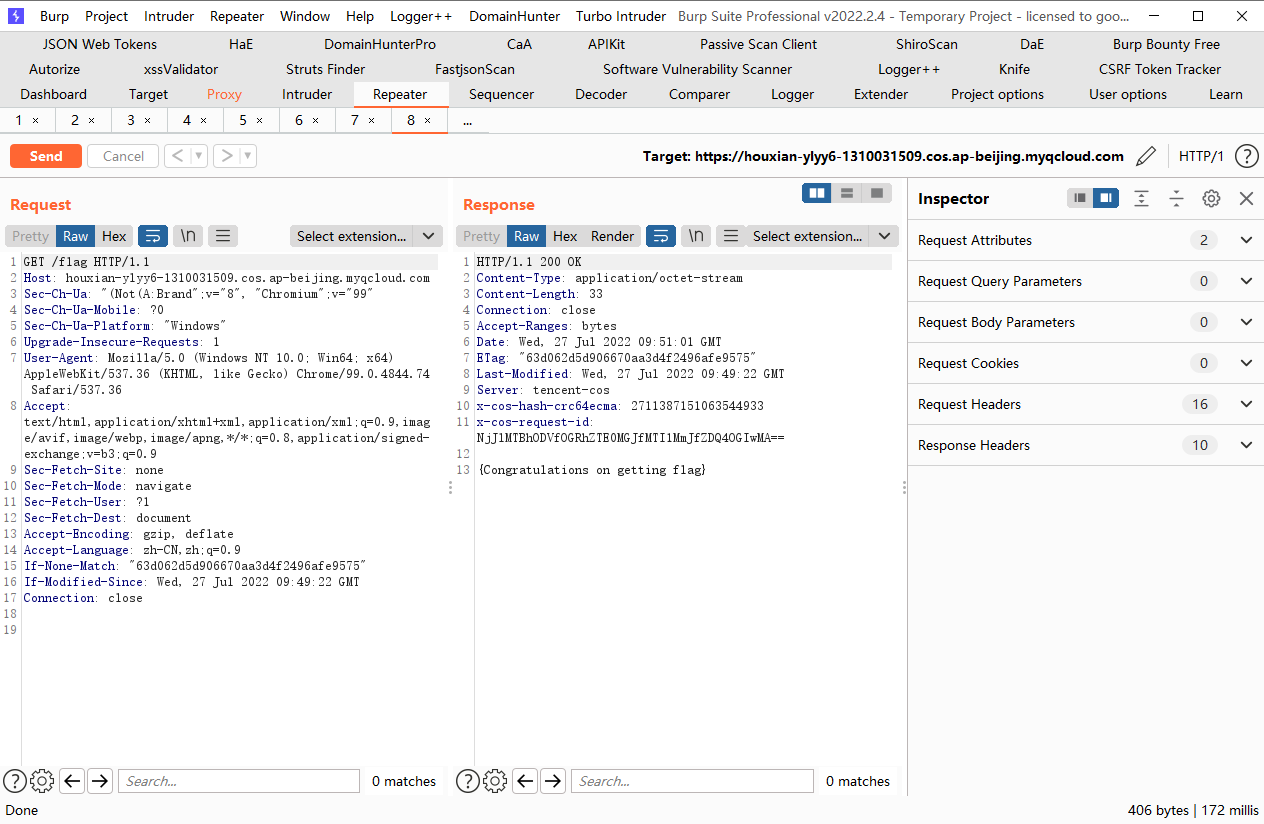 Burp Project Intruder Repeater Window Help Logger++ DomainHunter Turbo Intruder Burp Suite Professional v2022.2.4 - Temporary Project - licensed to goo...
JSON Web Tokens HaE DomainHunterPro CaA APIKit Passive Scan Client ShiroScan DaE Burp Bounty Free
Autorize xssValidator Struts Finder FastjsonScan Software Vulnerability Scanner Logger++ Knife CSRF Token Tracker
Dashboard Target Proxy Intruder Repeater Sequencer Decoder Comparer Logger Extender Project options User options Learn
1 × 2 × 3 × 4 × 5 × 6 × 7 × 8 × ...
Send Cancel < > Target: https://houxian-ylyy6-1310031509.cos.ap-beijing.myqcloud.com HTTP/1 ?
Request
Pretty Raw Hex \n Select extension...
1 GET /flag HTTP/1.1
2 Host: houxian-ylyy6-1310031509.cos.ap-beijing.myqcloud.com
3 Sec-Ch-Ua: "(Not(A:Brand";v="8", "Chromium";v="99"
4 Sec-Ch-Ua-Mobile: ?0
5 Sec-Ch-Ua-Platform: "Windows"
6 Upgrade-Insecure-Requests: 1
7 User-Agent: Mozilla/5.0 (Windows NT 10.0; Win64; x64)
AppleWebKit/537.36 (KHTML, like Gecko) Chrome/99.0.4844.74
Safari/537.36
8 Accept:
text/html,application/xhtml+xml,application/xml;q=0.9,imag
e/avif,image/webp,image/apng,*/*;q=0.8,application/signed-
exchange;v=b3;q=0.9
9 Sec-Fetch-Site: none
10 Sec-Fetch-Mode: navigate
11 Sec-Fetch-User: ?1
12 Sec-Fetch-Dest: document
13 Accept-Encoding: gzip, deflate
14 Accept-Language: zh-CN,zh;q=0.9
15 If-None-Match: "63d062d5d906670aa3d4f2496afe9575"
16 If-Modified-Since: Wed, 27 Jul 2022 09:49:22 GMT
17 Connection: close
18
19
? Search... 0 matches
Response
Pretty Raw Hex Render \n Select extension...
1 HTTP/1.1 200 OK
2 Content-Type: application/octet-stream
3 Content-Length: 33
4 Connection: close
5 Accept-Ranges: bytes
6 Date: Wed, 27 Jul 2022 09:51:01 GMT
7 ETag: "63d062d5d906670aa3d4f2496afe9575"
8 Last-Modified: Wed, 27 Jul 2022 09:49:22 GMT
9 Server: tencent-cos
10 x-cos-hash-crc64ecma: 2711387151063544933
11 x-cos-request-id:
NjJlMTBhODVfOGRhZTE0MGJfMTI1MmJfZDQ4OGIwMA==
12
13 {Congratulations on getting flag}
? Search... 0 matches
Inspector
Request Attributes 2
Request Query Parameters 0
Request Body Parameters 0
Request Cookies 0
Request Headers 16
Response Headers 10
Done 406 bytes | 172 millis